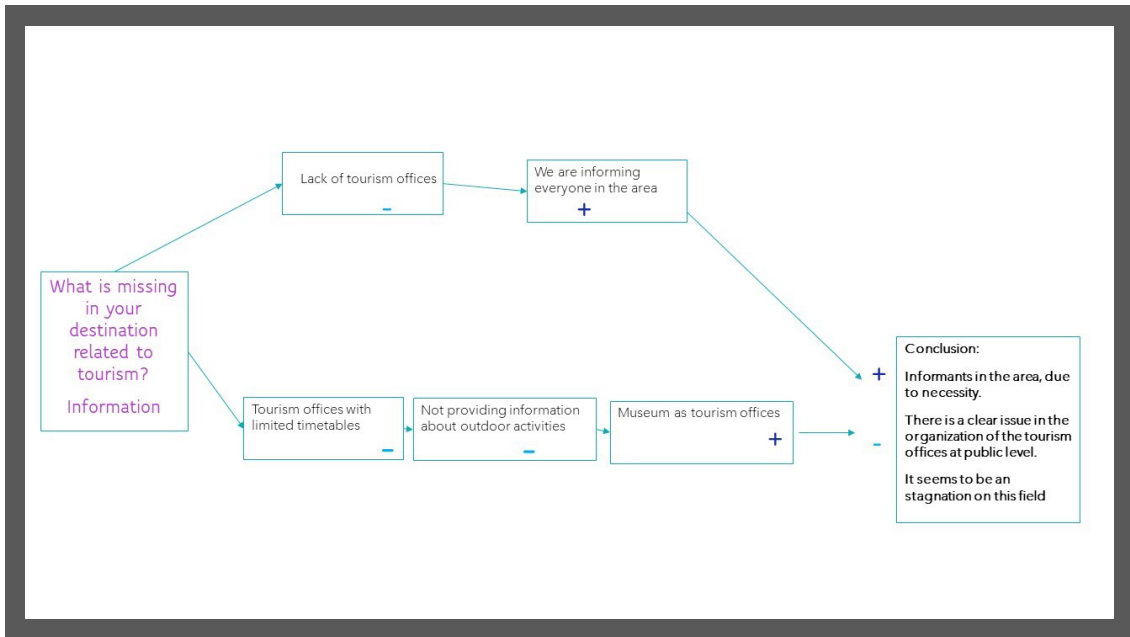 Lack of tourism offices
–
We are informing
everyone in the area
+
What is missing
in your
destination
related to
tourism?
Information
Tourism offices with
limited timetables
–
Not providing information
about outdoor activities
–
Museum as tourism offices
+
+
–
Conclusion:
Informants in the area, due
to necessity.
There is a clear issue in the
organization of the tourism
offices at public level.
It seems to be an
stagnation on this field